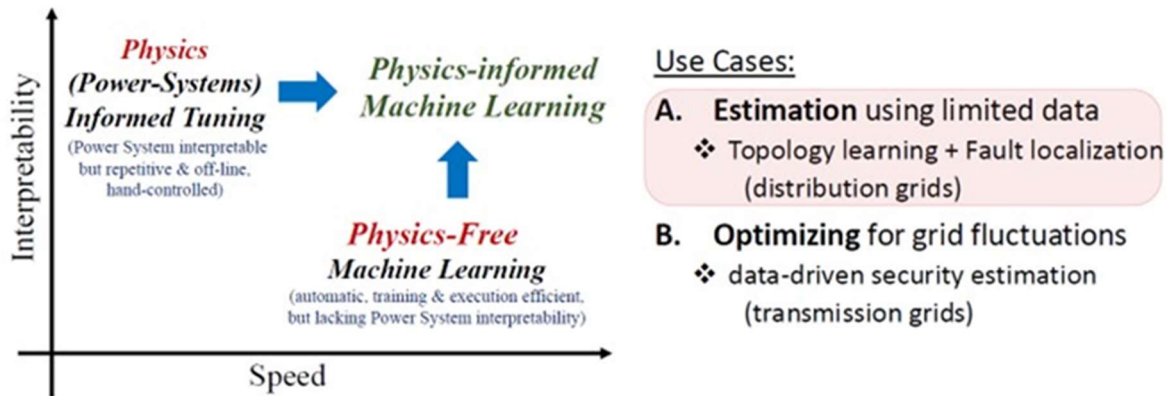 Interpretability
Physics
(Power-Systems)
Informed Tuning
(Power System interpretable
but repetitive & off-line,
hand-controlled)
Physics-informed
Machine Learning
Physics-Free
Machine Learning
(automatic, training & execution efficient,
but lacking Power System interpretability)
Speed
Use Cases:
A. Estimation using limited data
❖ Topology learning + Fault localization
(distribution grids)
B. Optimizing for grid fluctuations
❖ data-driven security estimation
(transmission grids)